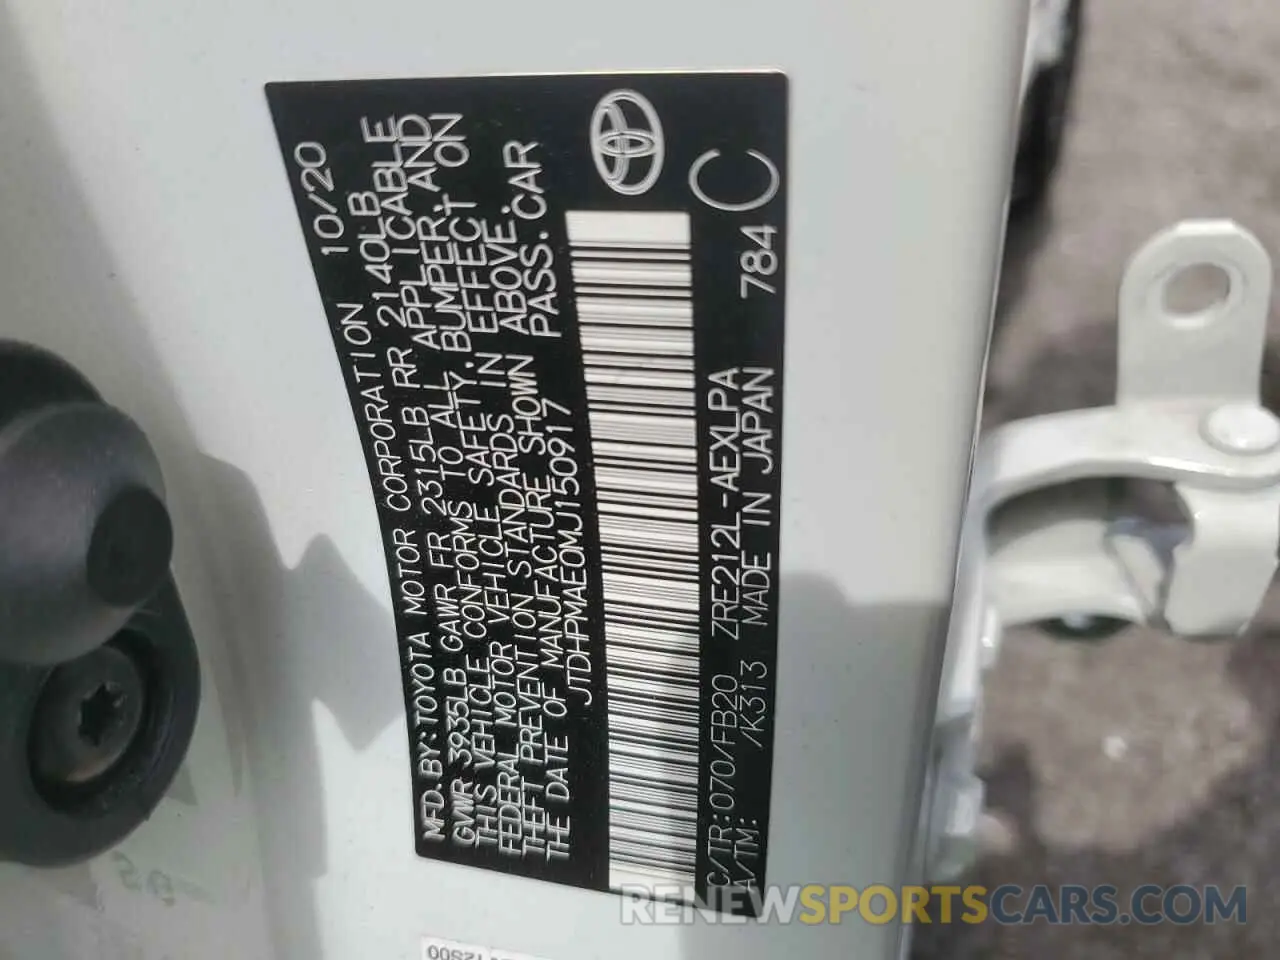 MFD.BY:TOYOTA MOTOR CORPORATION 10/20
GVWR 3935LB GAWR FR 2315LB RR 2140LB
THIS VEHICLE CONFORMS TO ALL APPLICABLE
FEDERAL MOTOR VEHICLE SAFETY, BUMPER, AND
THEFT PREVENTION STANDARDS IN EFFECT ON
THE DATE OF MANUFACTURE SHOWN ABOVE.
JTDHPMAE0MJ150917 PASS.CAR
C/TR:070/FB20 ZRE212L-AEXLPA 784
A/TM: /K313 MADE IN JAPAN
C
RENEWSPORTSCARS.COM